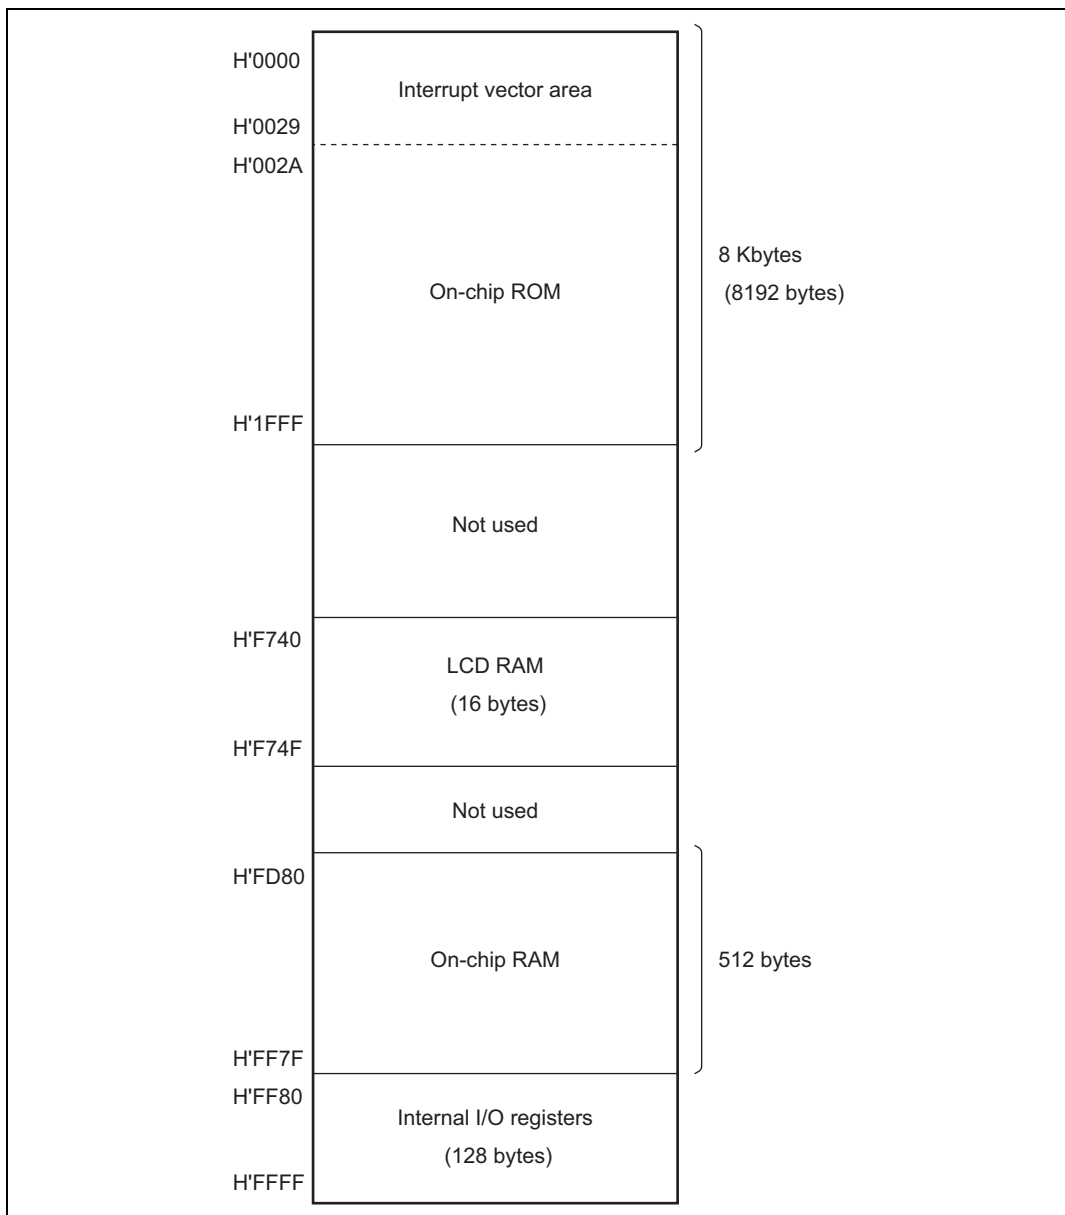 H'0000
Interrupt vector area
H'0029
H'002A
8 Kbytes
(8192 bytes)
On-chip ROM
H'1FFF
Not used
H'F740
LCD RAM
(16 bytes)
H'F74F
Not used
H'FD80
On-chip RAM
512 bytes
H'FF7F
H'FF80
Internal I/O registers
(128 bytes)
H'FFFF